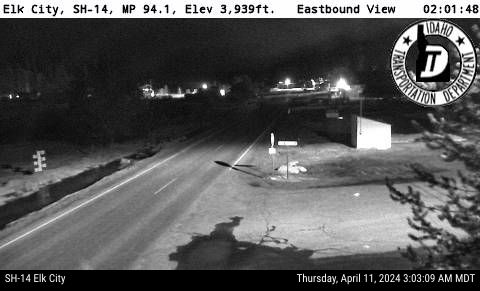 Elk City, SH-14, MP 94.1, Elev 3,939ft.   Eastbound View   02:01:48
IDAHO
TRANSPORTATION DEPARTMENT
SH-14 Elk City
Thursday, April 11, 2024 3:03:09 AM MDT